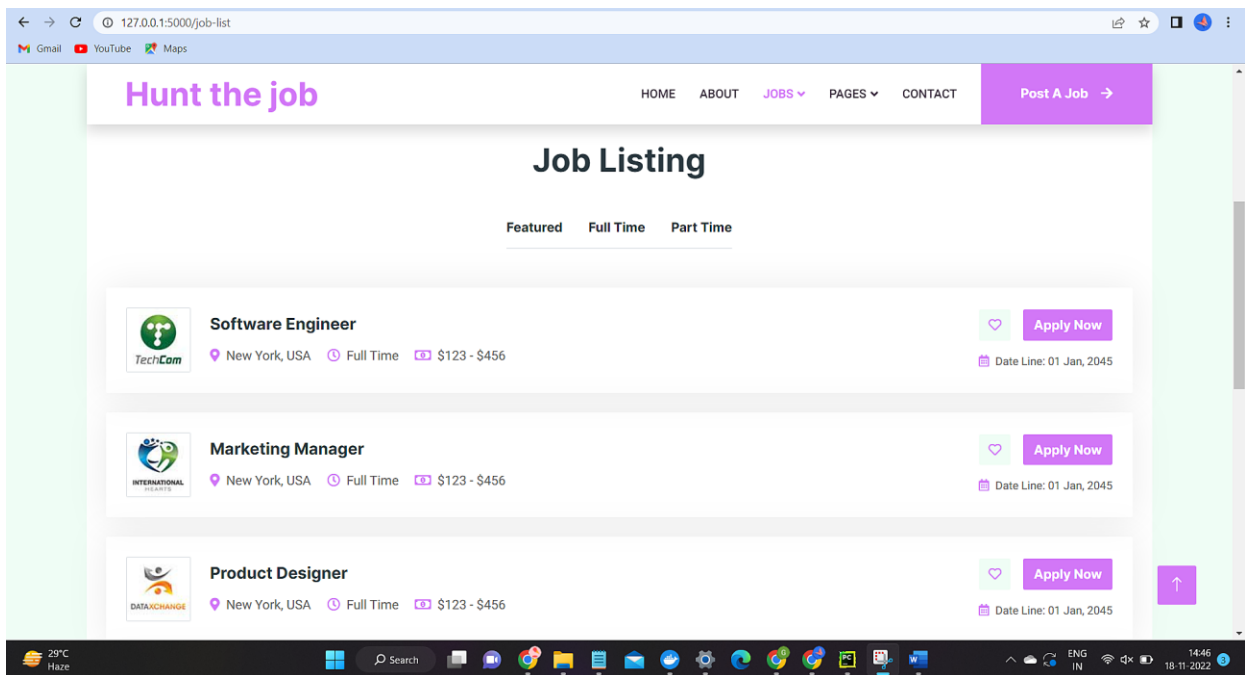 127.0.0.1:5000/job-list
Gmail YouTube Maps
Hunt the job HOME ABOUT JOBS PAGES CONTACT Post A Job
Job Listing
Featured Full Time Part Time
TechCom
Software Engineer
New York, USA Full Time $123 - $456
Apply Now
Date Line: 01 Jan, 2045
INTERNATIONAL
HEARTS
Marketing Manager
New York, USA Full Time $123 - $456
Apply Now
Date Line: 01 Jan, 2045
DATAXCHANGE
Product Designer
New York, USA Full Time $123 - $456
Apply Now
Date Line: 01 Jan, 2045
29°C
Haze
Search
PC
W
ENG
IN
14:46
18-11-2022
3